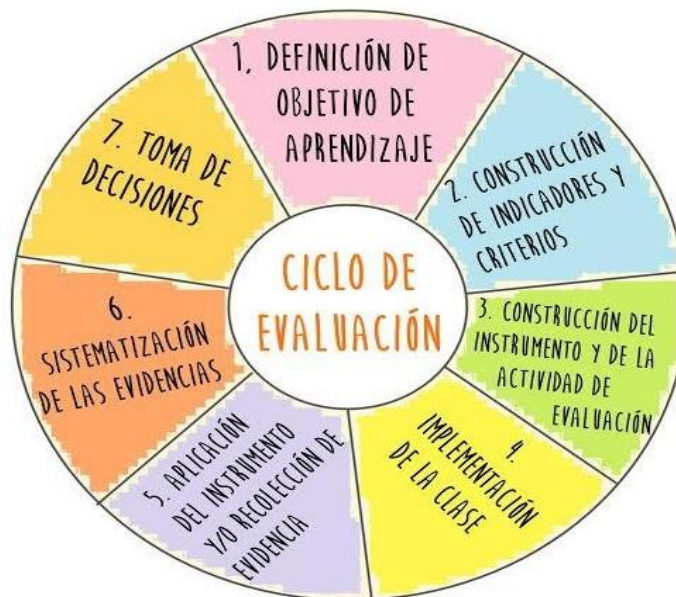 1. DEFINICIÓN DE
OBJETIVO DE
APRENDIZAJE
2. CONSTRUCCIÓN
DE INDICADORES Y
CRITERIOS
3. CONSTRUCCIÓN DEL
INSTRUMENTO Y DE LA
ACTIVIDAD DE
EVALUACIÓN
4.
IMPLEMENTACIÓN
DE LA CLASE
5. APLICACIÓN
DEL INSTRUMENTO
Y/O RECOLECCIÓN DE
EVIDENCIA
6.
SISTEMATIZACIÓN
DE LAS EVIDENCIAS
7. TOMA DE
DECISIONES
CICLO DE
EVALUACIÓN